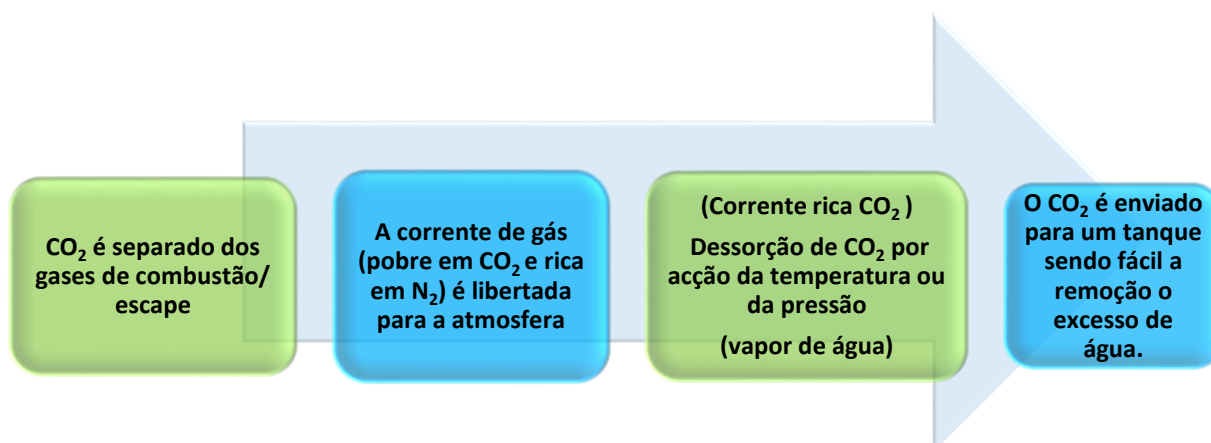 CO₂ é separado dos
gases de combustão/
escape
A corrente de gás
(pobre em CO₂ e rica
em N₂) é libertada
para a atmosfera
(Corrente rica CO₂ )
Dessorção de CO₂ por
acção da temperatura ou
da pressão
(vapor de água)
O CO₂ é enviado
para um tanque
sendo fácil a
remoção o
excesso de
água.